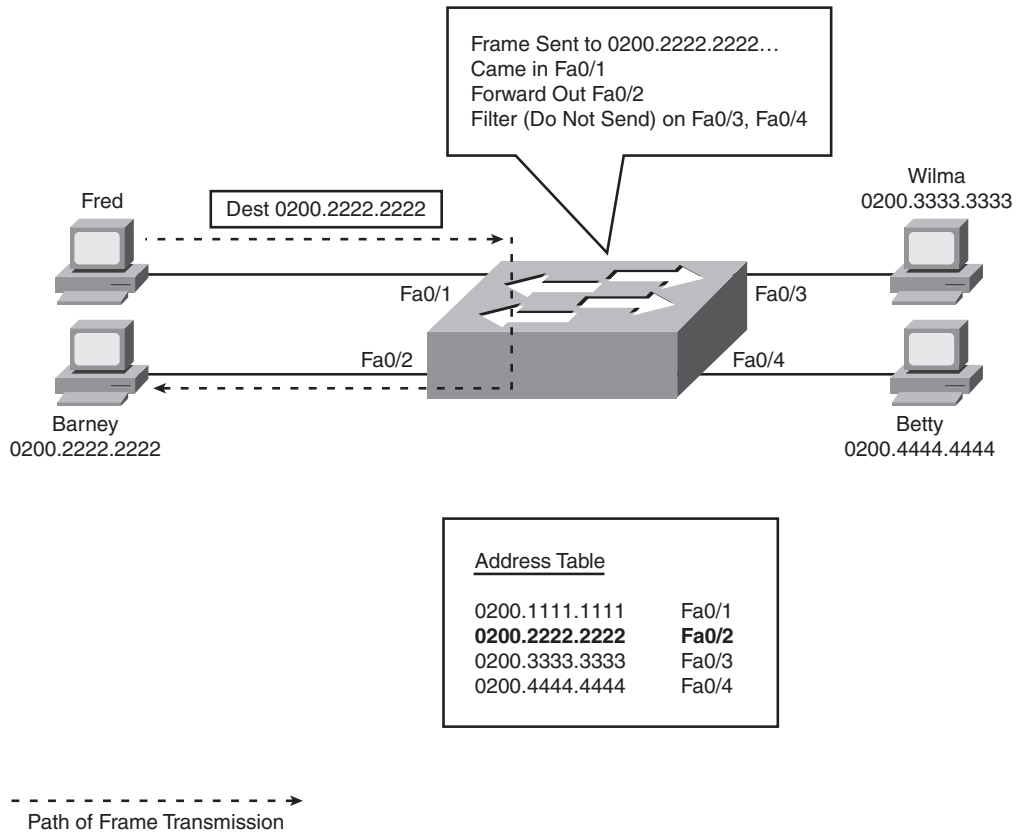 Frame Sent to 0200.2222.2222…
Came in Fa0/1
Forward Out Fa0/2
Filter (Do Not Send) on Fa0/3, Fa0/4
Fred
Dest 0200.2222.2222
Wilma
0200.3333.3333
Fa0/1
Fa0/3
Fa0/2
Fa0/4
Barney
0200.2222.2222
Betty
0200.4444.4444
Address Table
0200.1111.1111 Fa0/1
0200.2222.2222 Fa0/2
0200.3333.3333 Fa0/3
0200.4444.4444 Fa0/4
Path of Frame Transmission